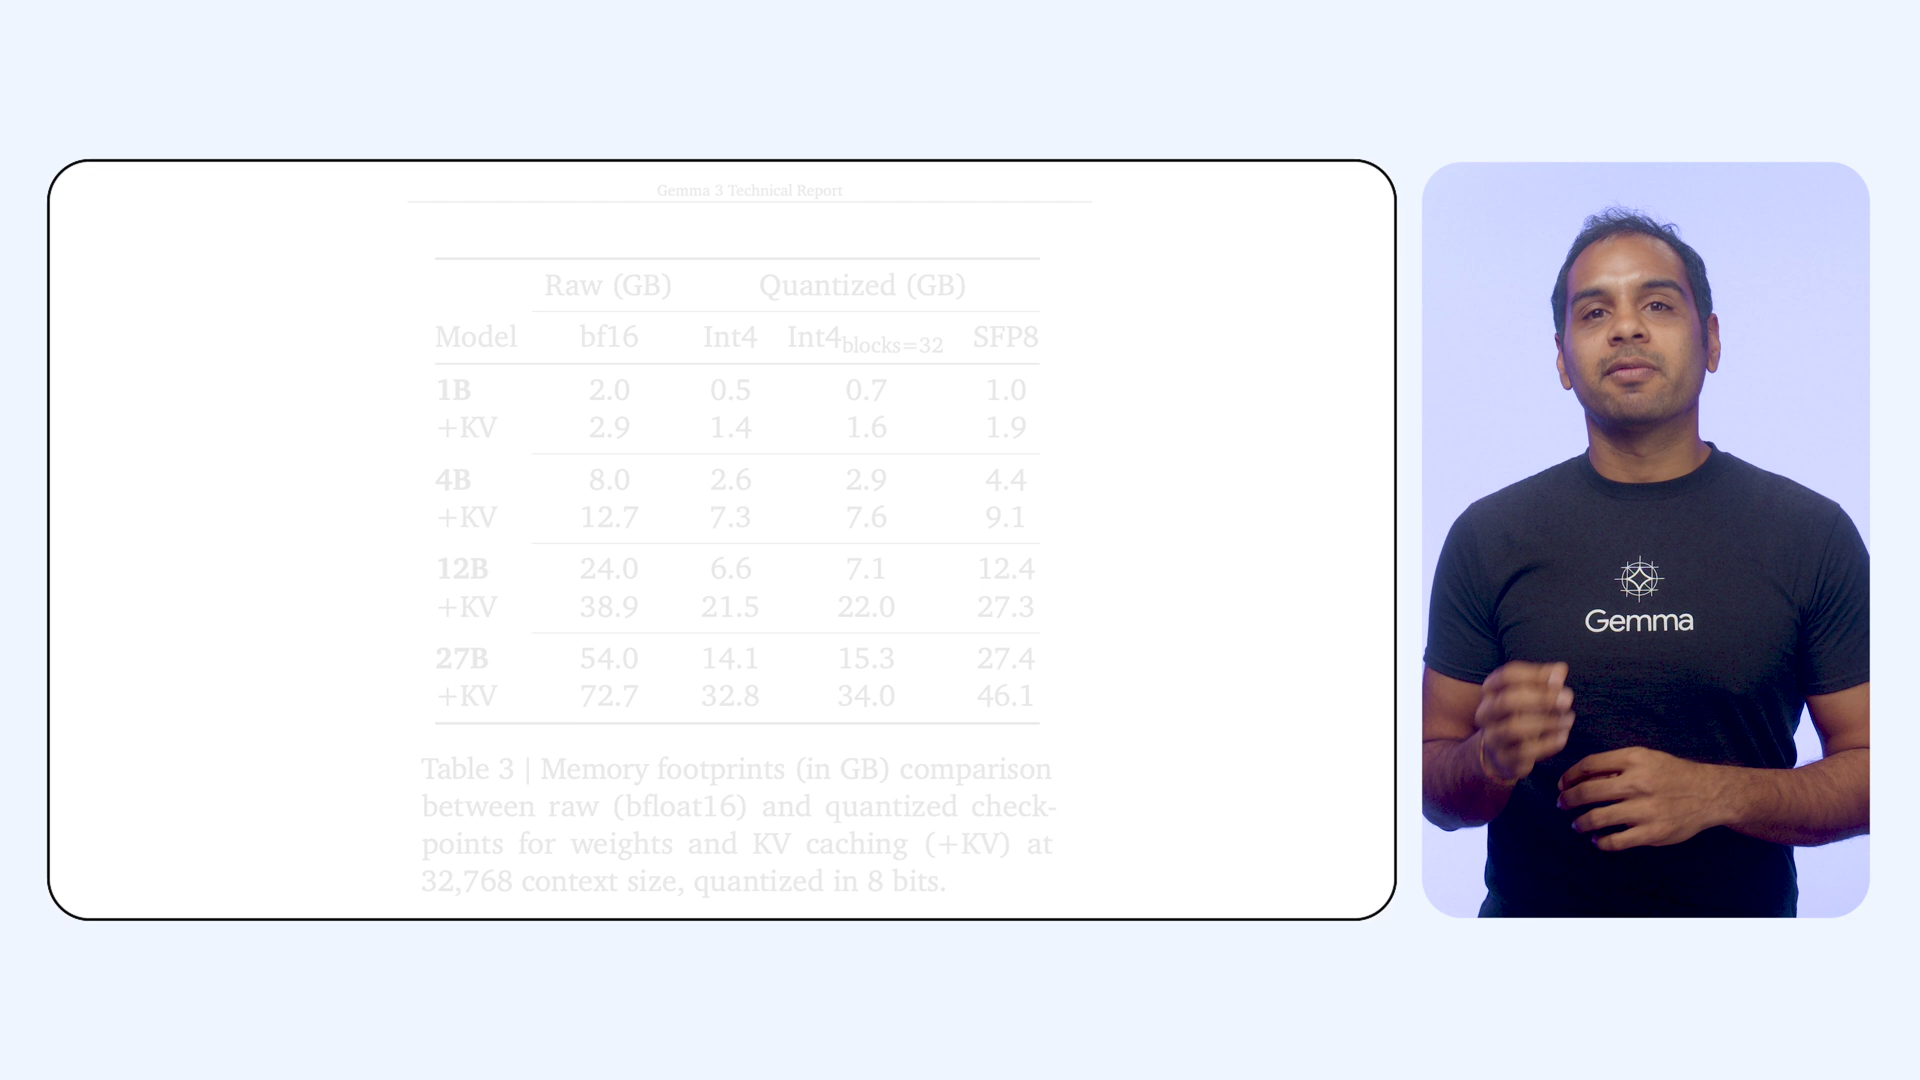 Gemma 3 Technical Report
Raw (GB) Quantized (GB)
Model bf16 Int4 Int4blocks=32 SFP8
1B 2.0 0.5 0.7 1.0
+KV 2.9 1.4 1.6 1.9
4B 8.0 2.6 2.9 4.4
+KV 12.7 7.3 7.6 9.1
12B 24.0 6.6 7.1 12.4
+KV 38.9 21.5 22.0 27.3
27B 54.0 14.1 15.3 27.4
+KV 72.7 32.8 34.0 46.1
Table 3 | Memory footprints (in GB) comparison
between raw (bfloat16) and quantized check-
points for weights and KV caching (+KV) at
32,768 context size, quantized in 8 bits.
Gemma